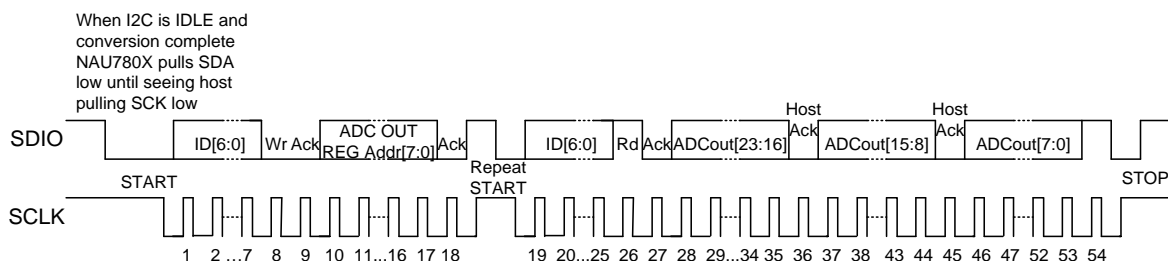 When I2C is IDLE and
conversion complete
NAU780X pulls SDA
low until seeing host
pulling SCK low
SDIO
ID[6:0]
Wr Ack
ADC OUT
REG Addr[7:0]
Ack
ID[6:0]
Rd
Ack
ADCout[23:16]
Host
Ack
ADCout[15:8]
Host
Ack
ADCout[7:0]
START
Repeat
START
STOP
SCLK
1 2 ...7 8 9 10 11...16 17 18 19 20...25 26 27 28 29...34 35 36 37 38 43 44 45 46 47 52 53 54